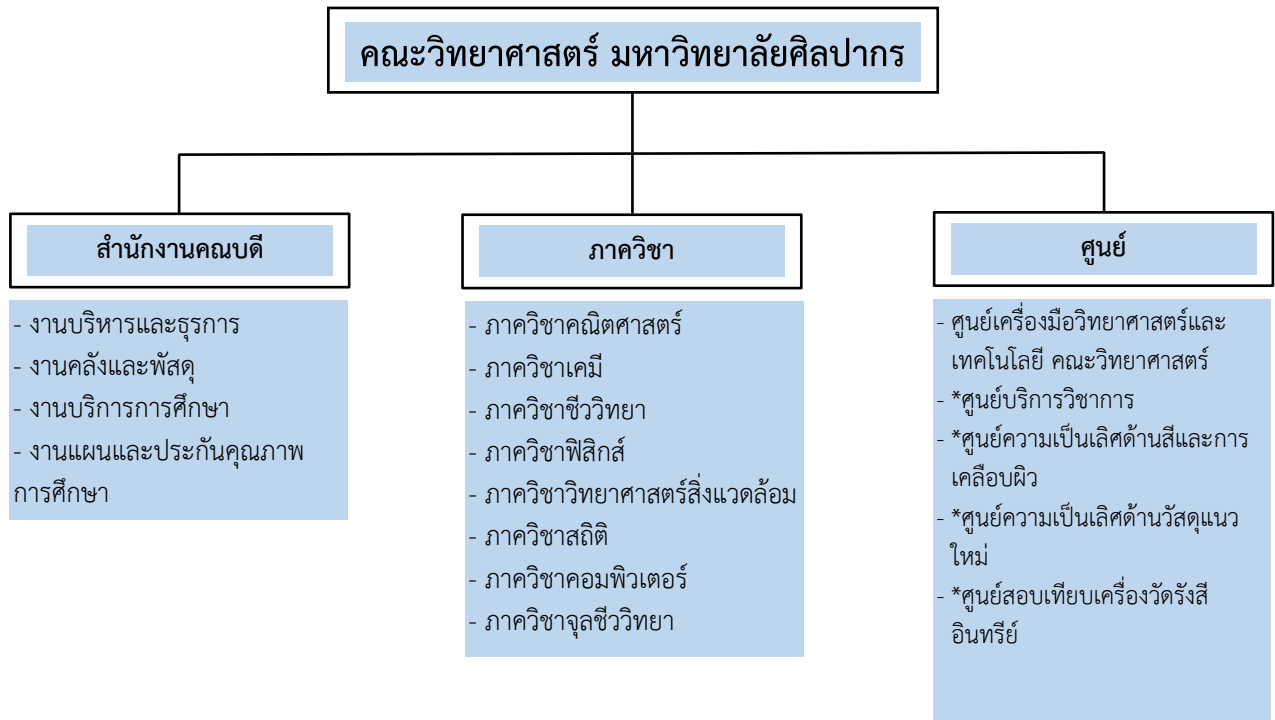 คณะวิทยาศาสตร์ มหาวิทยาลัยศิลปากร
สำนักงานคณบดี
- งานบริหารและธุรการ
- งานคลังและพัสดุ
- งานบริการการศึกษา
- งานแผนและประกันคุณภาพ
การศึกษา
ภาควิชา
- ภาควิชาคณิตศาสตร์
- ภาควิชาเคมี
- ภาควิชาชีววิทยา
- ภาควิชาฟิสิกส์
- ภาควิชาวิทยาศาสตร์สิ่งแวดล้อม
- ภาควิชาสถิติ
- ภาควิชาคอมพิวเตอร์
- ภาควิชาจุลชีววิทยา
ศูนย์
- ศูนย์เครื่องมือวิทยาศาสตร์และ
เทคโนโลยี คณะวิทยาศาสตร์
- *ศูนย์บริการวิชาการ
- *ศูนย์ความเป็นเลิศด้านสีและการ
เคลือบผิว
- *ศูนย์ความเป็นเลิศด้านวัสดุแนว
ใหม่
- *ศูนย์สอบเทียบเครื่องวัดรังสี
อินทรีย์